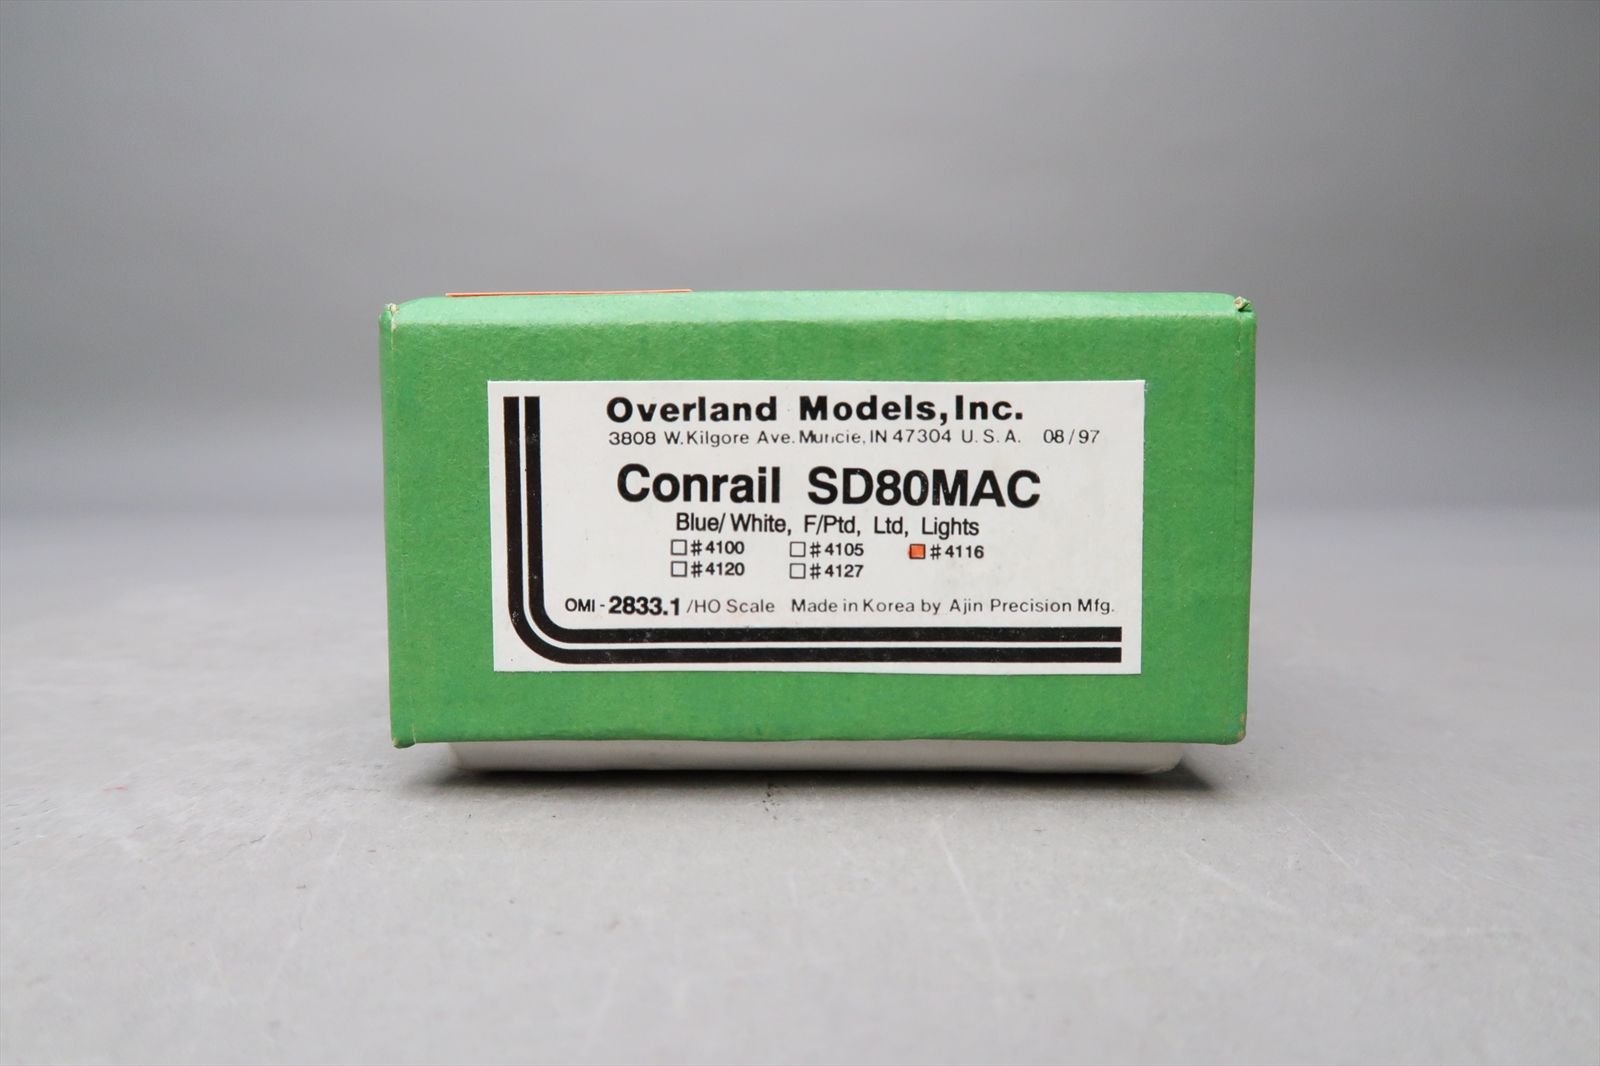 Overland Models, Inc.
3808 W. Kilgore Ave. Muncie, IN 47304 U.S.A. 08/97
Conrail SD80MAC
Blue/White, F/Ptd, Ltd, Lights
□#4100 □#4105 ■#4116
□#4120 □#4127
OMI-2833.1/HO Scale Made in Korea by Ajin Precision Mfg.